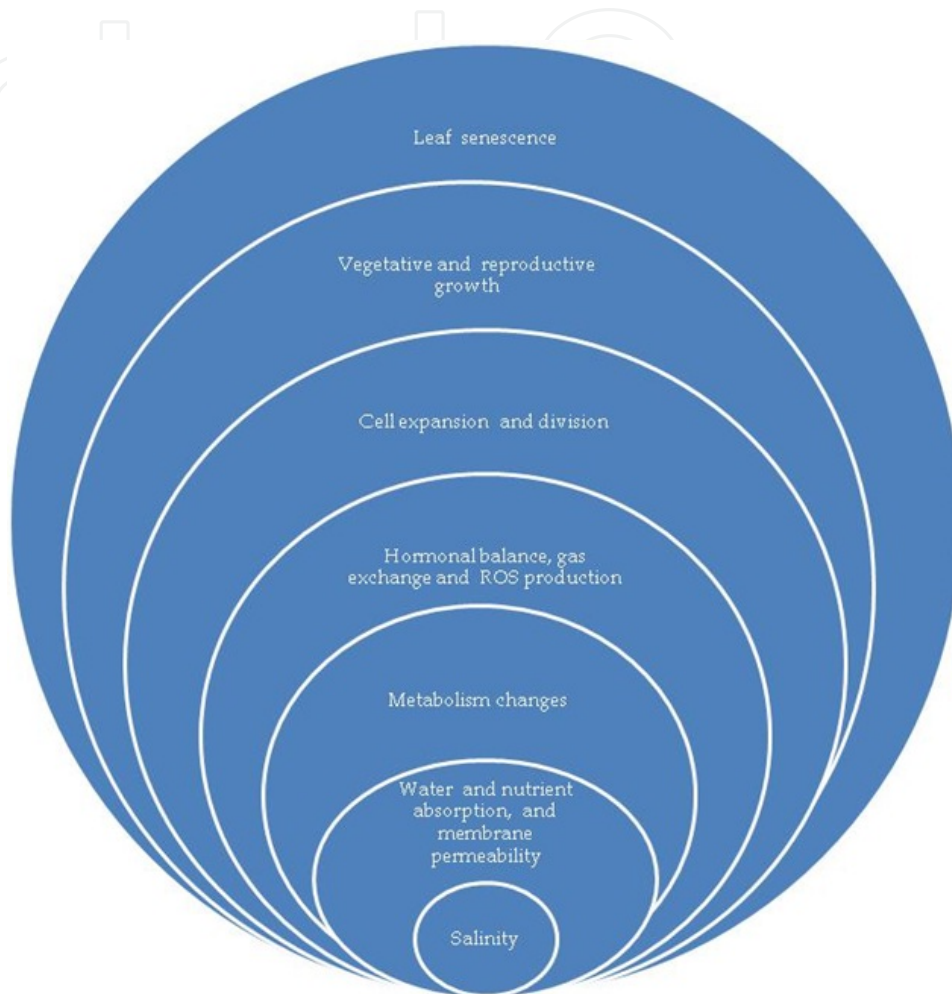 Leaf senescence
Vegetative and reproductive
growth
Cell expansion and division
Hormonal balance, gas
exchange and ROS production
Metabolism changes
Water and nutrient
absorption, and
membrane
permeability
Salinity